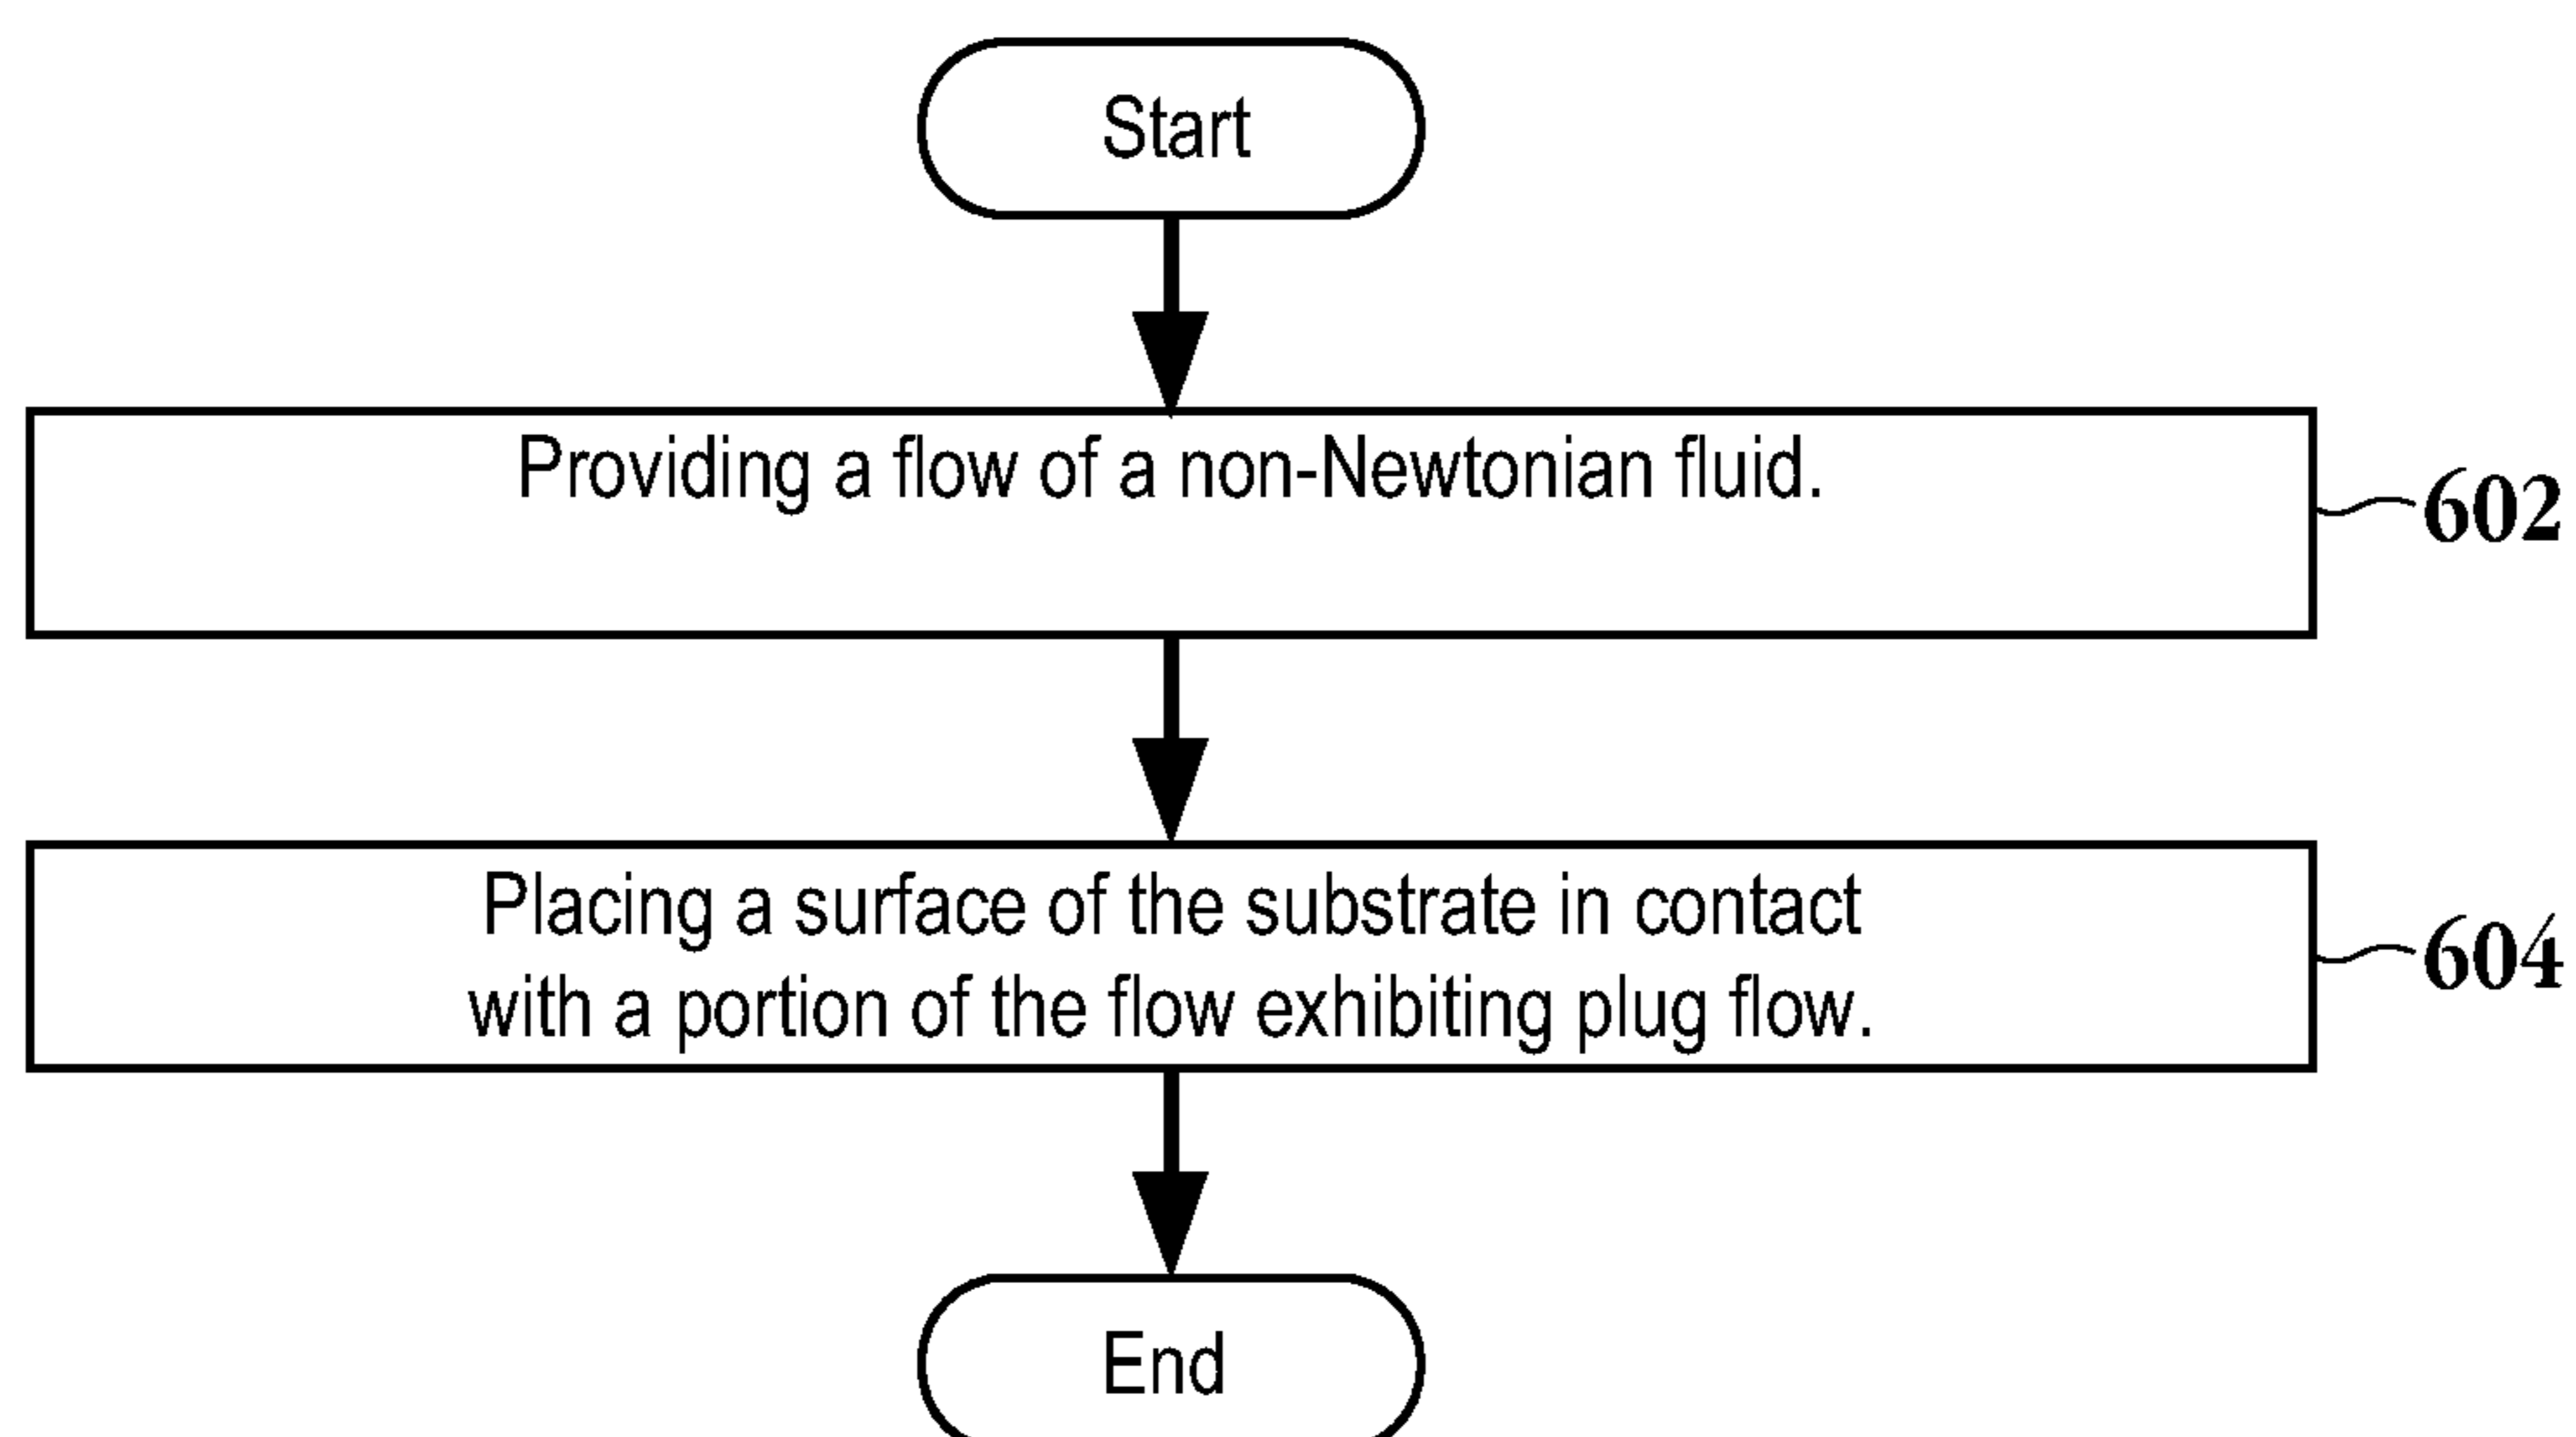 Start
Providing a flow of a non-Newtonian fluid.
602
Placing a surface of the substrate in contact
with a portion of the flow exhibiting plug flow.
604
End